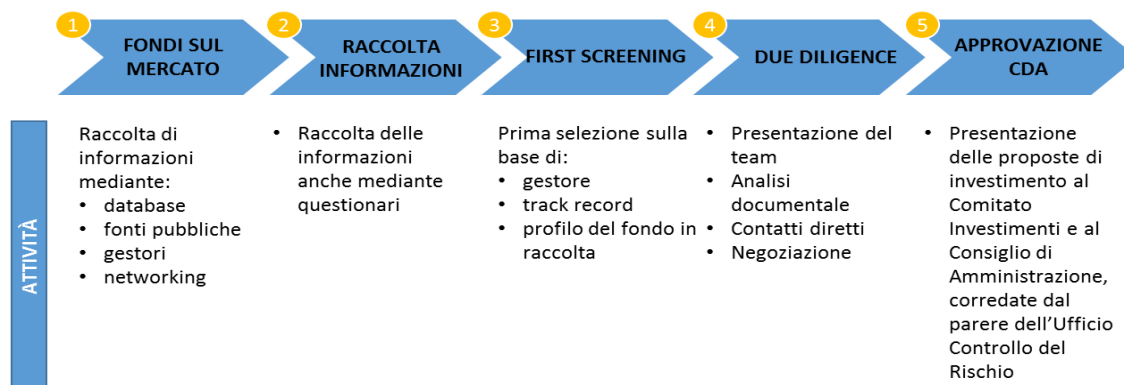 1
FONDI SUL
MERCATO
2
RACCOLTA
INFORMAZIONI
3
FIRST SCREENING
4
DUE DILIGENCE
5
APPROVAZIONE
CDA
ATTIVITÀ
Raccolta di
informazioni
mediante:
• database
• fonti pubbliche
• gestori
• networking
• Raccolta delle
informazioni
anche mediante
questionari
Prima selezione sulla
base di:
• gestore
• track record
• profilo del fondo in
raccolta
• Presentazione del
team
• Analisi
documentale
• Contatti diretti
• Negoziazione
• Presentazione
delle proposte di
investimento al
Comitato
Investimenti e al
Consiglio di
Amministrazione,
corredate dal
parere dell’Ufficio
Controllo del
Rischio